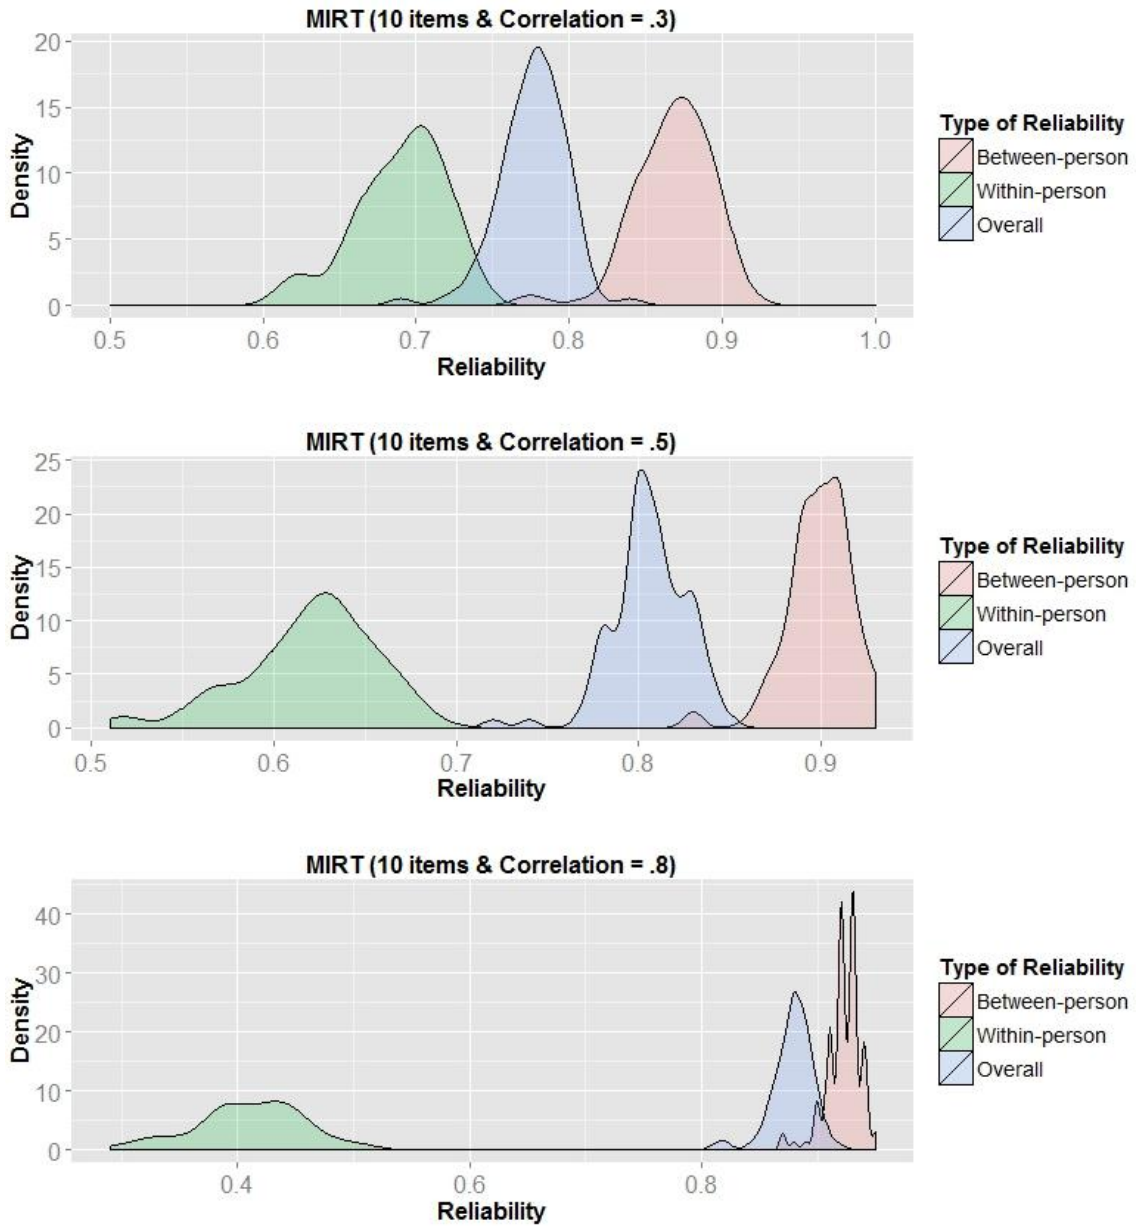 MIRT (10 items & Correlation = .3)
20
15
10
5
0
Density
0.5 0.6 0.7 0.8 0.9 1.0
Reliability
Type of Reliability
Between-person
Within-person
Overall
MIRT (10 items & Correlation = .5)
25
20
15
10
5
0
Density
0.5 0.6 0.7 0.8 0.9
Reliability
Type of Reliability
Between-person
Within-person
Overall
MIRT (10 items & Correlation = .8)
40
30
20
10
0
Density
0.4 0.6 0.8
Reliability
Type of Reliability
Between-person
Within-person
Overall